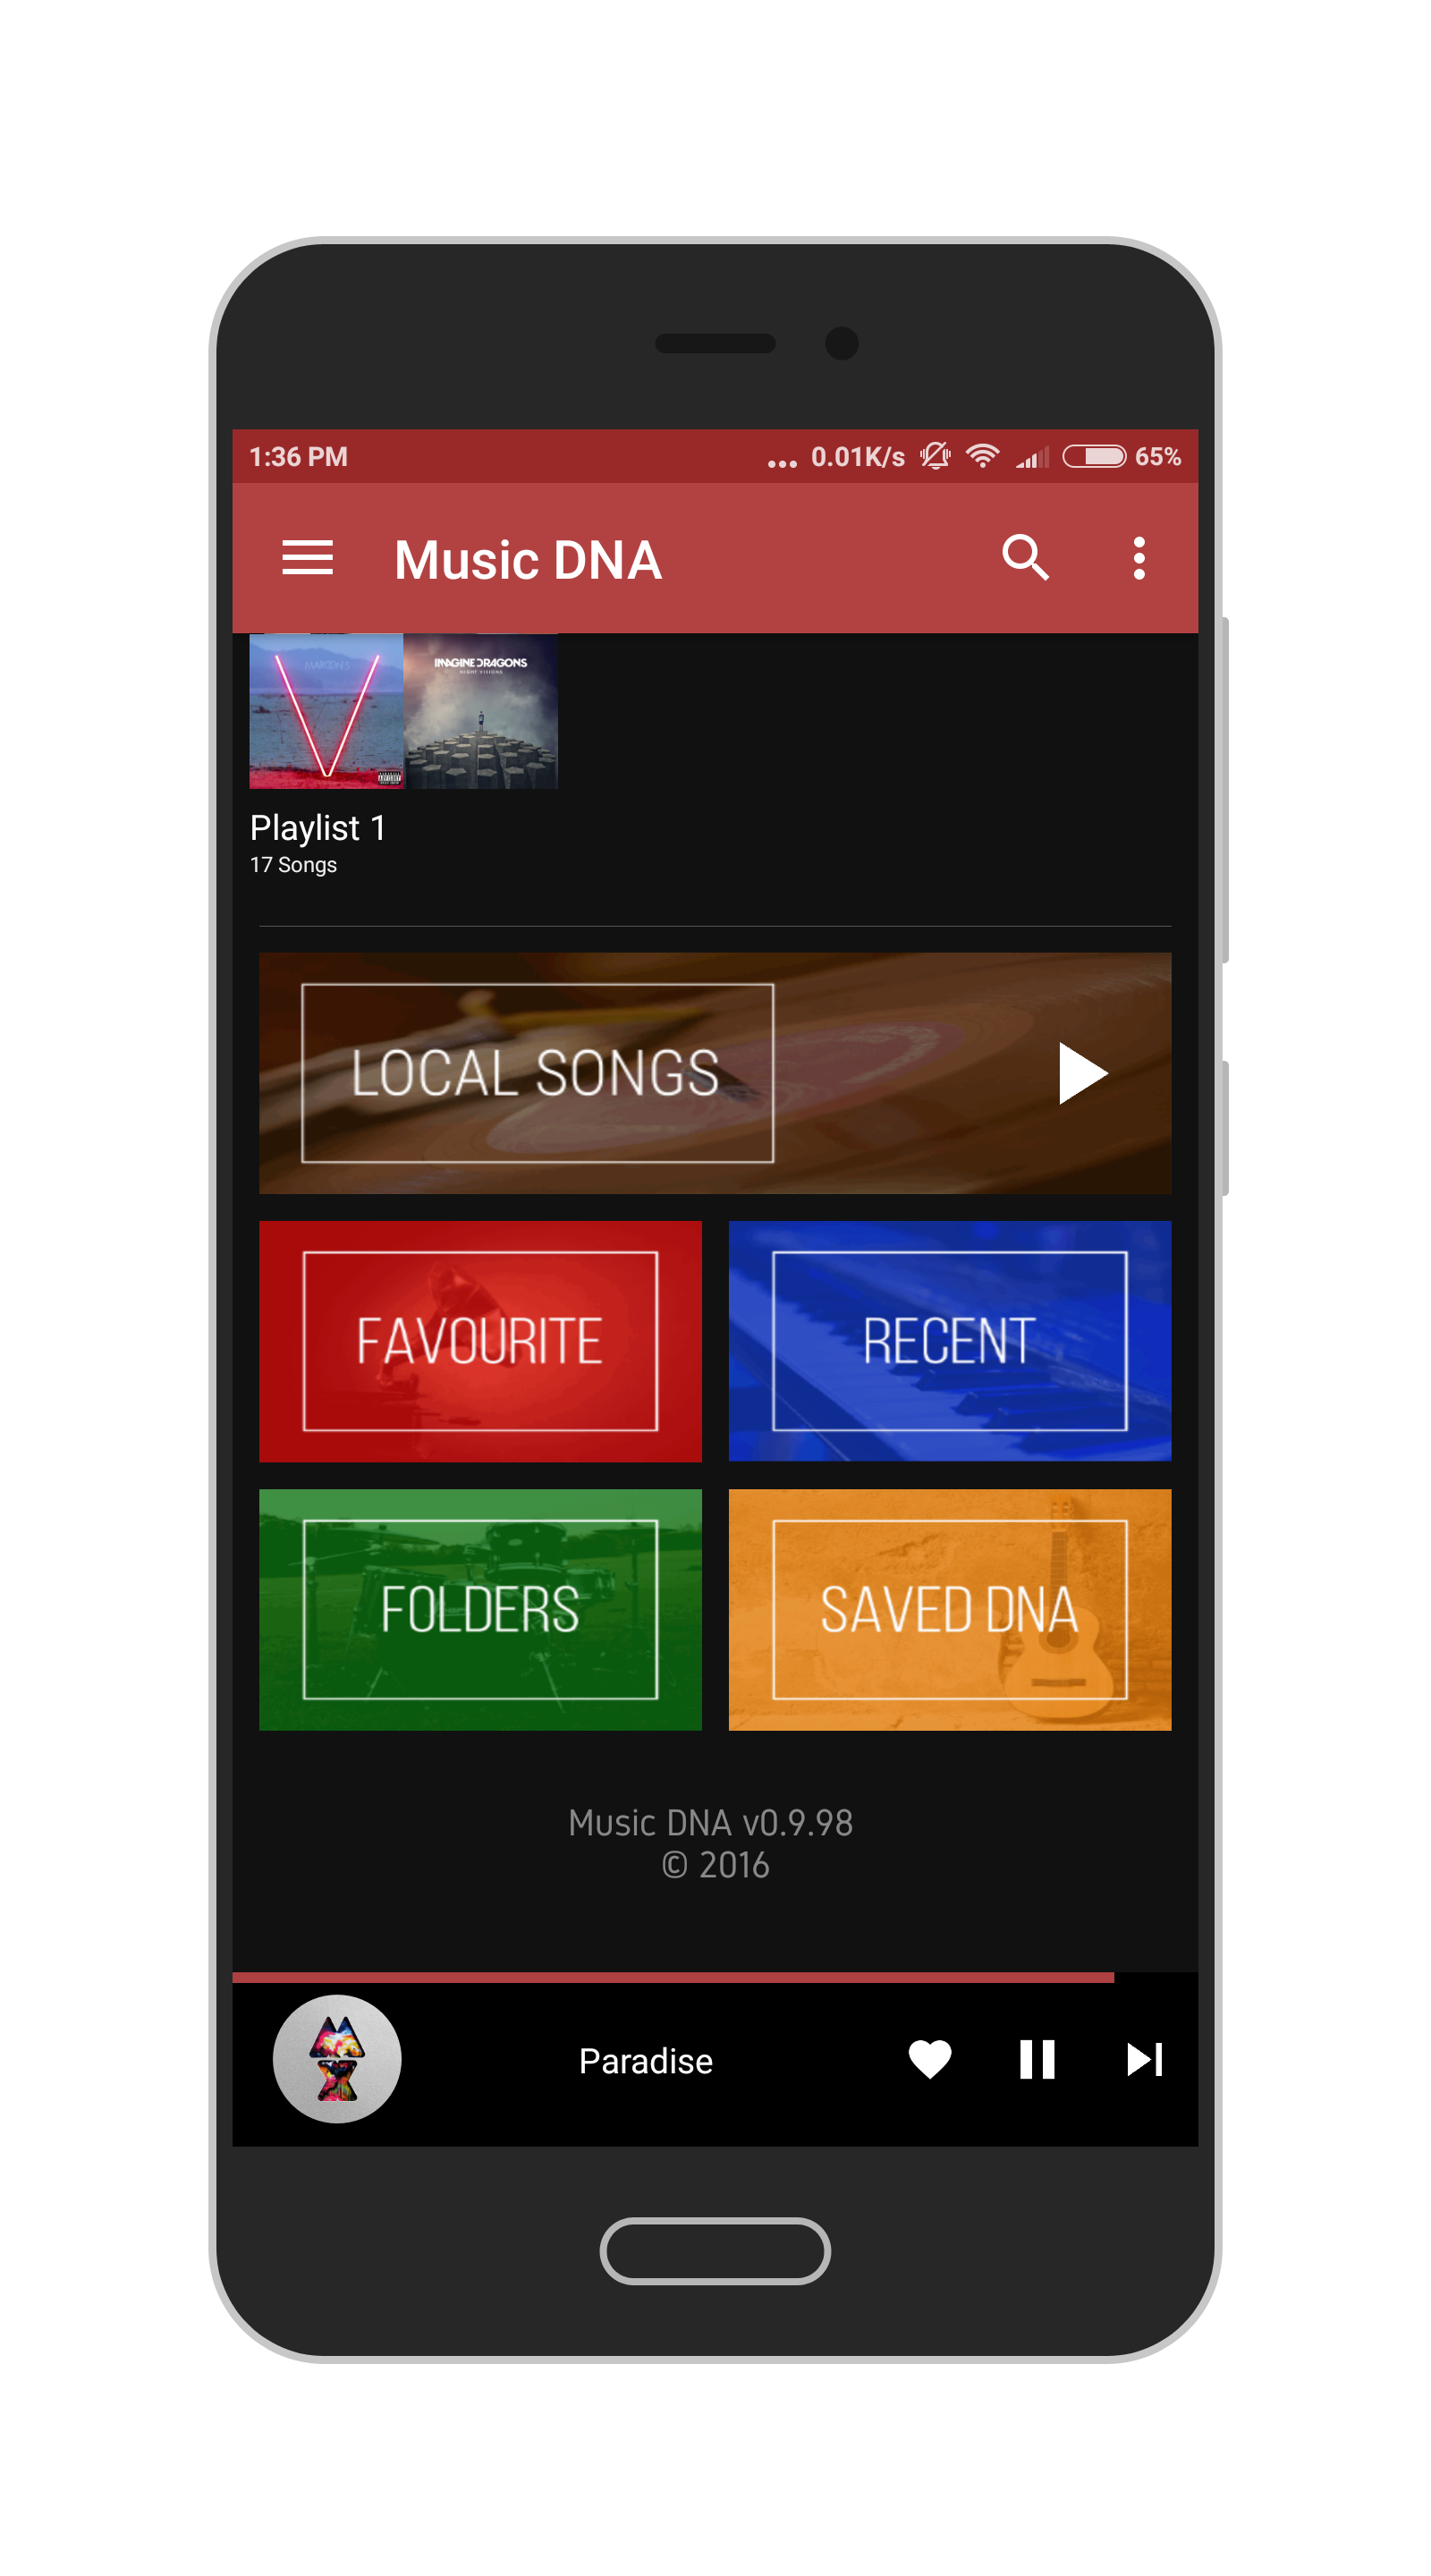 1:36 PM ... 0.01K/s 65%
Music DNA
MAROON 5
IMAGINE DRAGONS
NIGHT VISIONS
Playlist 1
17 Songs
LOCAL SONGS
FAVOURITE
RECENT
FOLDERS
SAVED DNA
Music DNA v0.9.98
© 2016
Paradise